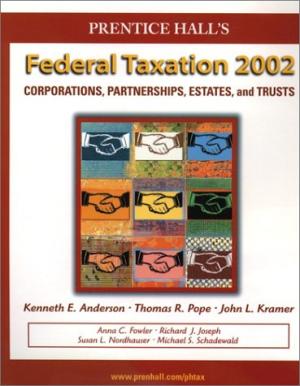 PRENTICE HALL'S
Federal Taxation 2002
CORPORATIONS, PARTNERSHIPS, ESTATES, and TRUSTS
Kenneth E. Anderson · Thomas R. Pope · John L. Kramer
Anna C. Fowler · Richard J. Joseph
Susan L. Nordhauser · Michael S. Schadewald
www.prenhall.com/phtax